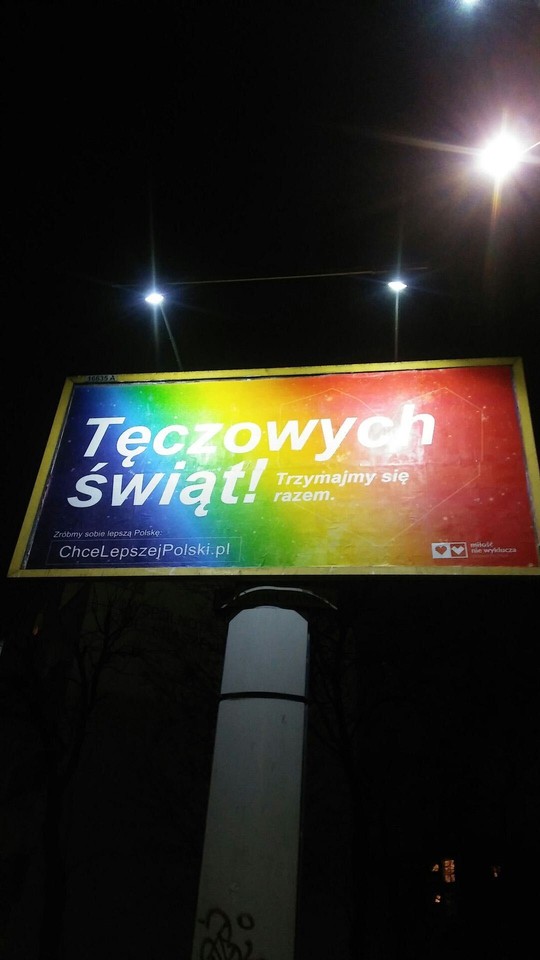 Tęczowych
świąt!
Trzymajmy się
razem.
Zróbmy sobie lepszą Polskę:
ChceLepszejPolski.pl
miłość
nie wyklucza